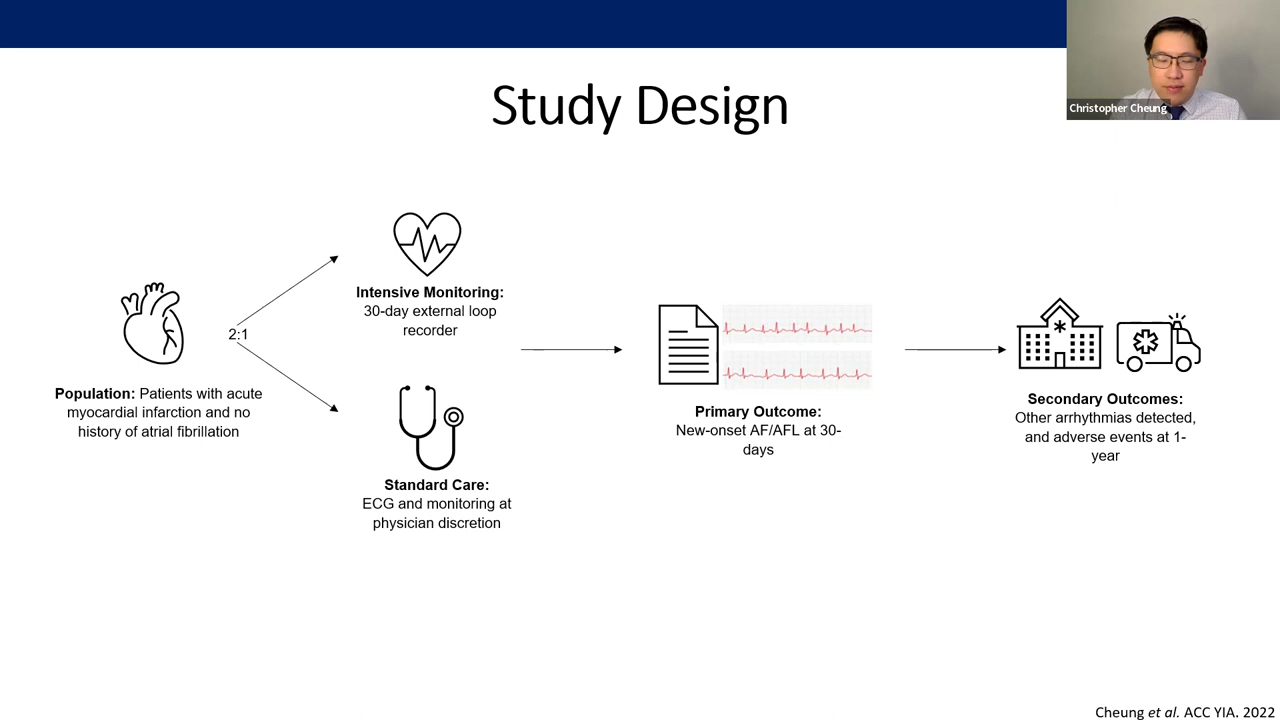 Christopher Cheung
Study Design
Intensive Monitoring:
30-day external loop
recorder
2:1
Population: Patients with acute
myocardial infarction and no
history of atrial fibrillation
Standard Care:
ECG and monitoring at
physician discretion
Primary Outcome:
New-onset AF/AFL at 30-
days
Secondary Outcomes:
Other arrhythmias detected,
and adverse events at 1-
year
Cheung et al. ACC YIA. 2022